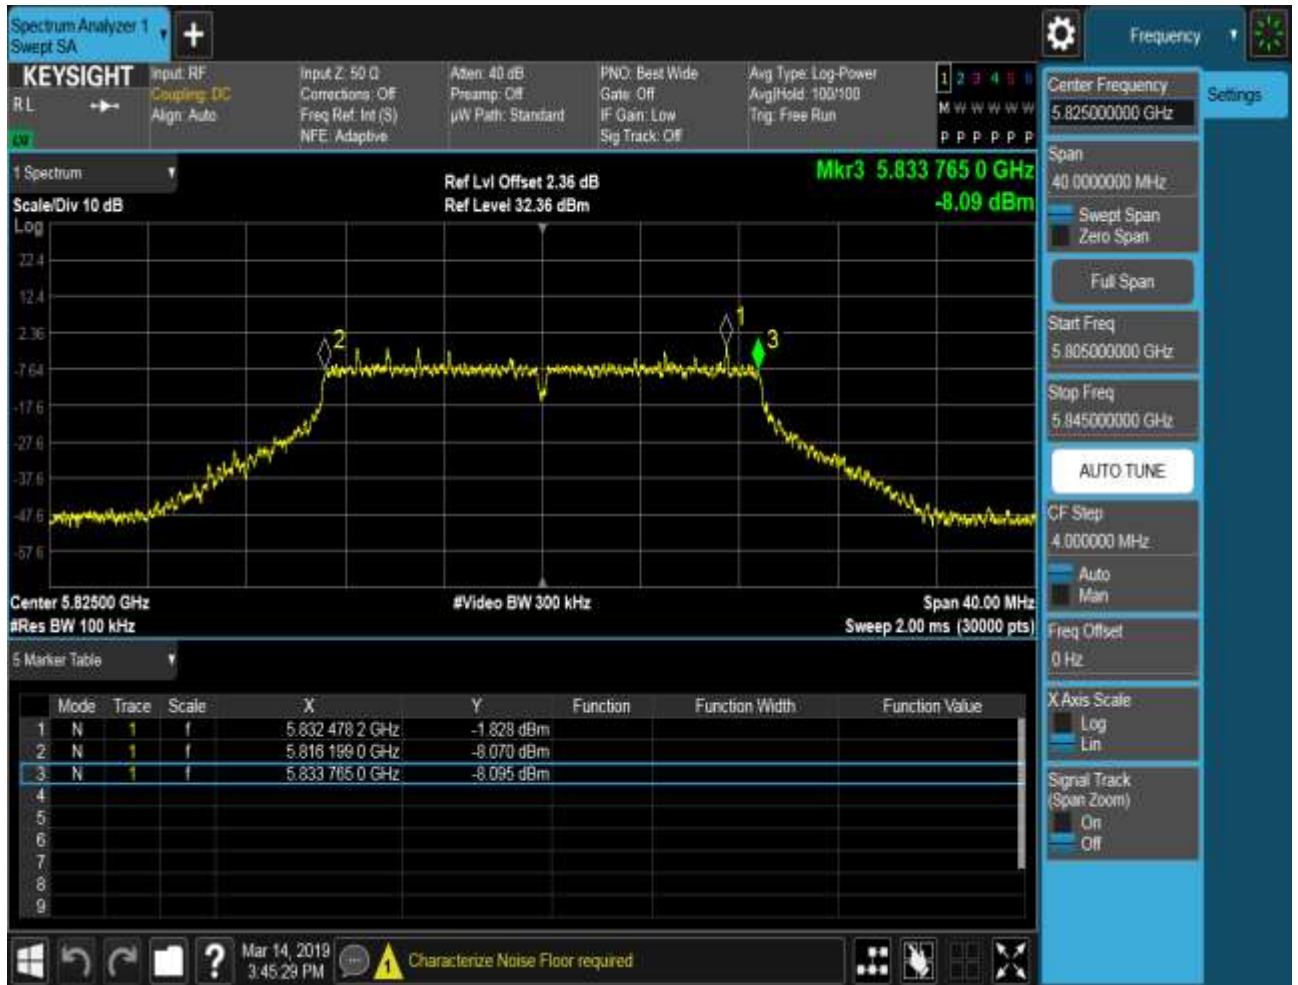 Spectrum Analyzer 1
Swept SA
+
Frequency
KEYSIGHT
RL
Input: RF
Coupling: DC
Align: Auto
Input Z: 50 Ω
Corrections: Off
Freq Ref: Int (S)
NFE: Adaptive
Atten: 40 dB
Preamp: Off
µW Path: Standard
PNO: Best Wide
Gate: Off
IF Gain: Low
Sig Track: Off
Avg Type: Log-Power
Avg|Hold: 100/100
Trig: Free Run
1 2 3 4 5 6
M W W W W W
P P P P P P
1 Spectrum
Scale/Div 10 dB
Log
Ref Lvl Offset 2.36 dB
Ref Level 32.36 dBm
Mkr3 5.833 765 0 GHz
-8.09 dBm
22.4
12.4
2.36
-7.64
-17.6
-27.6
-37.6
-47.6
-57.6
1
2
3
Center 5.82500 GHz
#Res BW 100 kHz
#Video BW 300 kHz
Span 40.00 MHz
Sweep 2.00 ms (30000 pts)
5 Marker Table
Mode Trace Scale X Y Function Function Width Function Value
1 N 1 f 5.832 478 2 GHz -1.828 dBm
2 N 1 f 5.816 199 0 GHz -8.070 dBm
3 N 1 f 5.833 765 0 GHz -8.095 dBm
4
5
6
7
8
9
Center Frequency
5.825000000 GHz
Settings
Span
40.0000000 MHz
Swept Span
Zero Span
Full Span
Start Freq
5.805000000 GHz
Stop Freq
5.845000000 GHz
AUTO TUNE
CF Step
4.000000 MHz
Auto
Man
Freq Offset
0 Hz
X Axis Scale
Log
Lin
Signal Track
(Span Zoom)
On
Off
?
Mar 14, 2019
3:45:29 PM
1
Characterize Noise Floor required